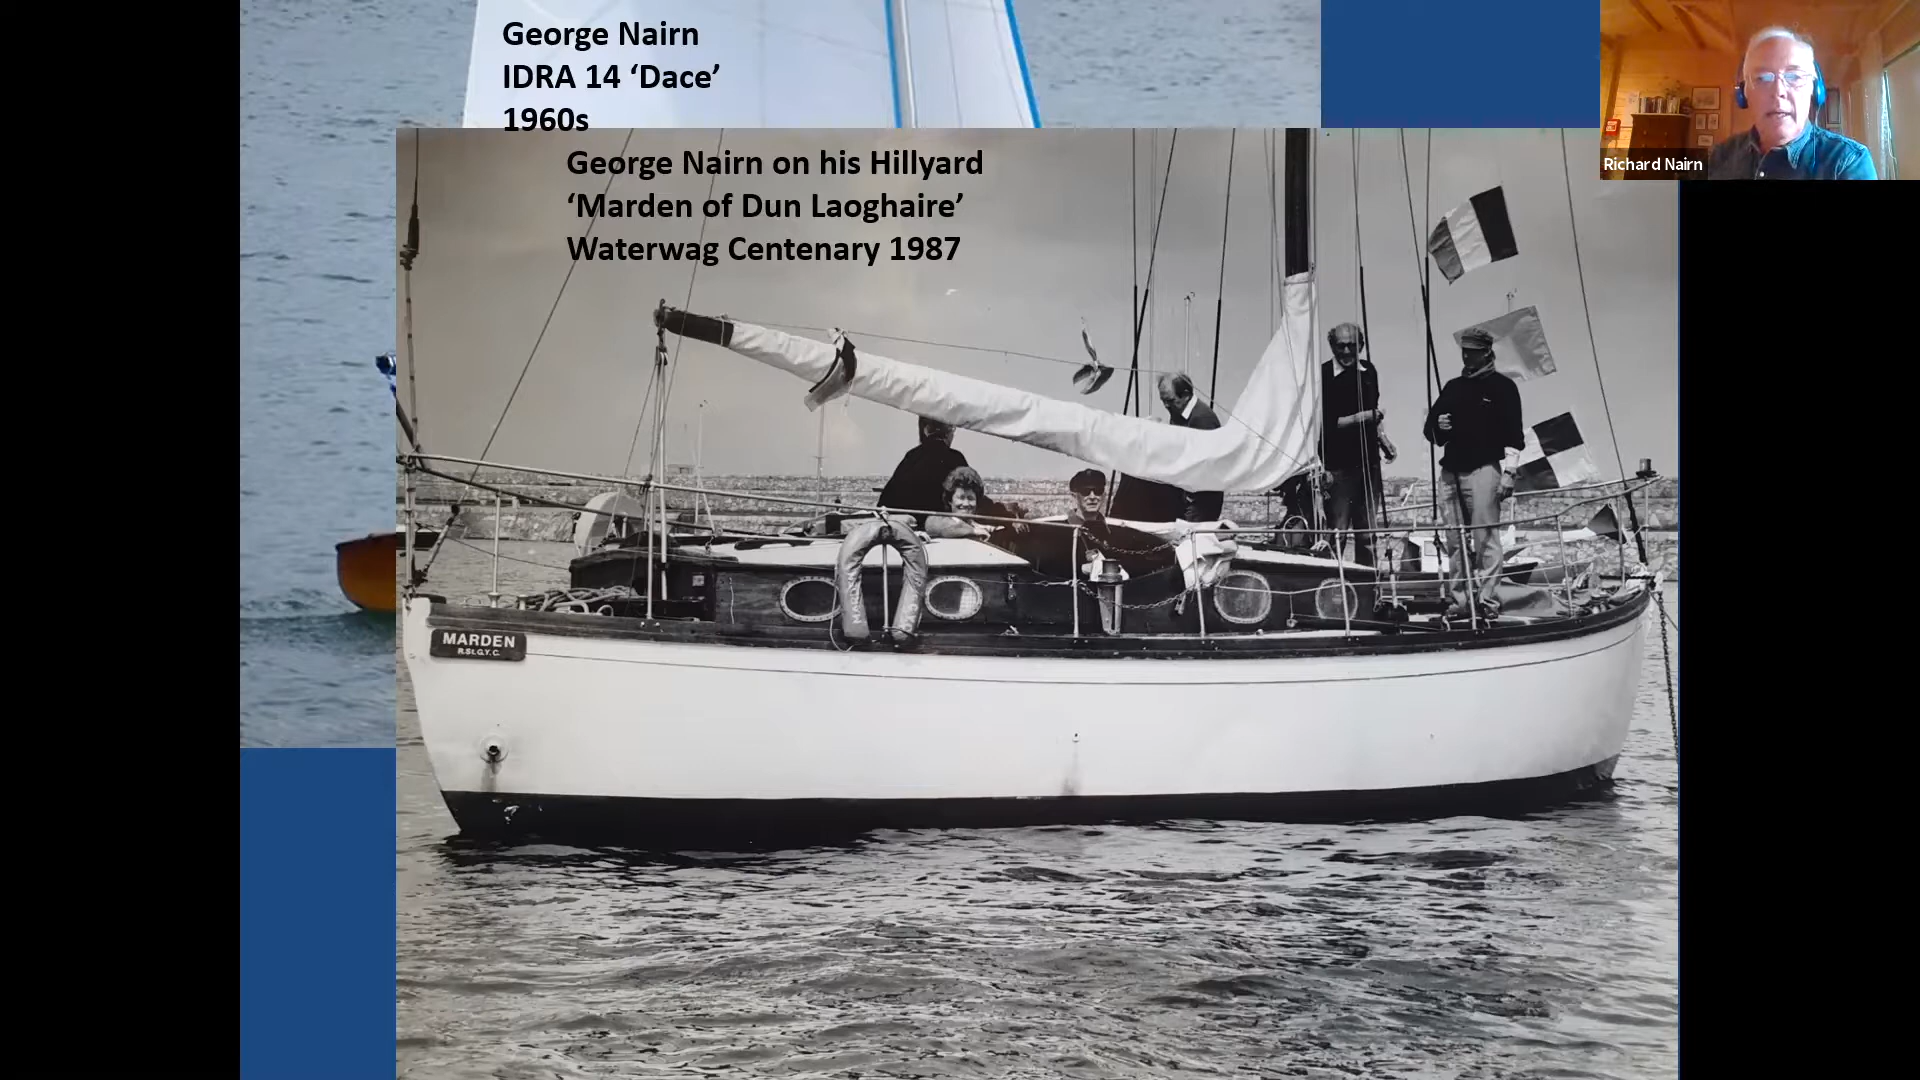 George Nairn
IDRA 14 ‘Dace’
1960s
George Nairn on his Hillyard
‘Marden of Dun Laoghaire’
Waterwag Centenary 1987
Richard Nairn
MARDEN
R.St.G.Y.C.